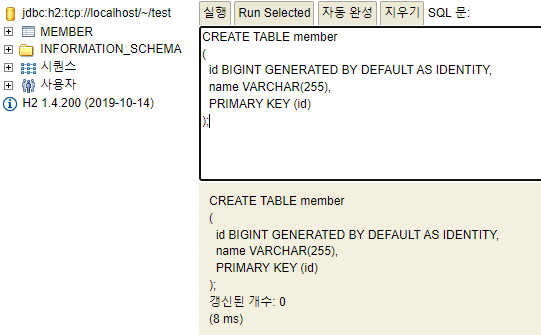 jdbc:h2:tcp://localhost/~/test
MEMBER
INFORMATION_SCHEMA
시퀀스
사용자
H2 1.4.200 (2019-10-14)
실행 Run Selected 자동 완성 지우기 SQL 문:
CREATE TABLE member
(
id BIGINT GENERATED BY DEFAULT AS IDENTITY,
name VARCHAR(255),
PRIMARY KEY (id)
);
CREATE TABLE member
(
id BIGINT GENERATED BY DEFAULT AS IDENTITY,
name VARCHAR(255),
PRIMARY KEY (id)
);
갱신된 개수: 0
(8 ms)